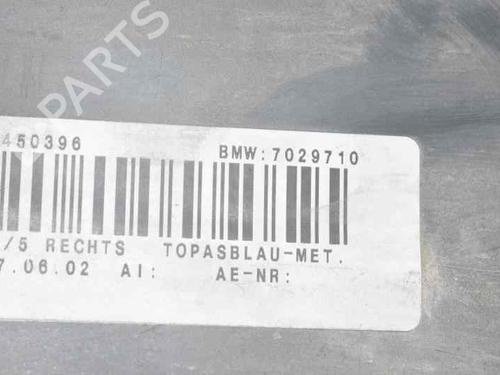 PARTS
450396 BMW:7029710
/5 RECHTS TOPASBLAU-MET.
7.06.02 AI: AE-NR: